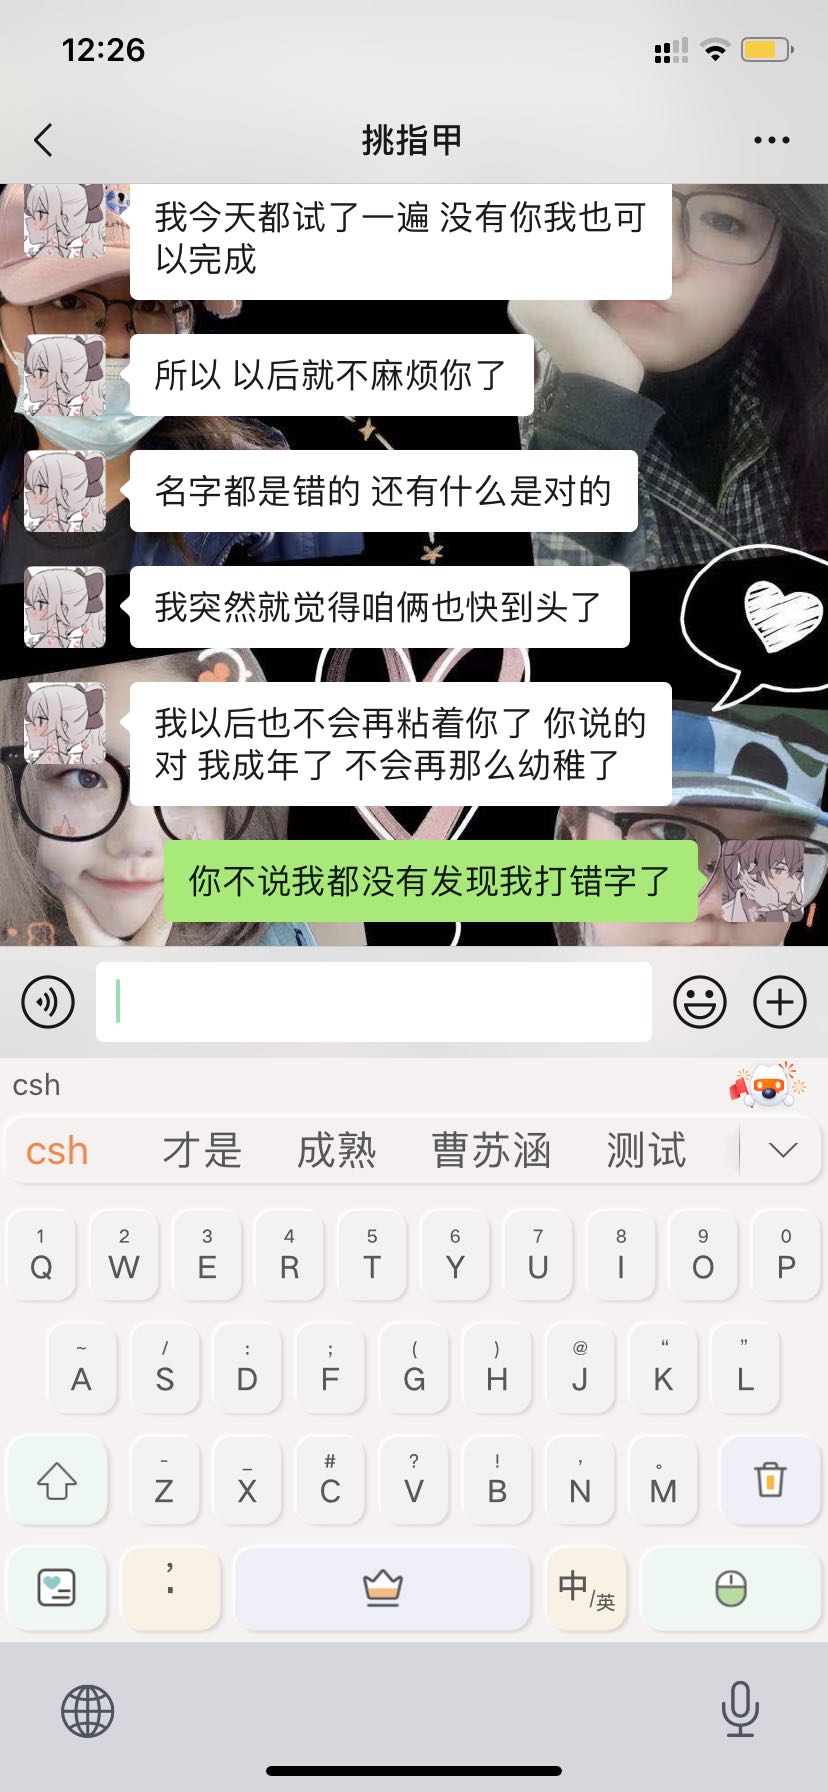 12:26
挑指甲
我今天都试了一遍 没有你我也可
以完成
所以 以后就不麻烦你了
名字都是错的 还有什么是对的
我突然就觉得咱俩也快到头了
我以后也不会再粘着你了 你说的
对 我成年了 不会再那么幼稚了
你不说我都没有发现我打错字了
csh
csh 才是 成熟 曹苏涵 测试
1 2 3 4 5 6 7 8 9 0
Q W E R T Y U I O P
~ / : ; ( ) @ “ ”
A S D F G H J K L
- _ # ? ! ' 。
Z X C V B N M
, . 中/英